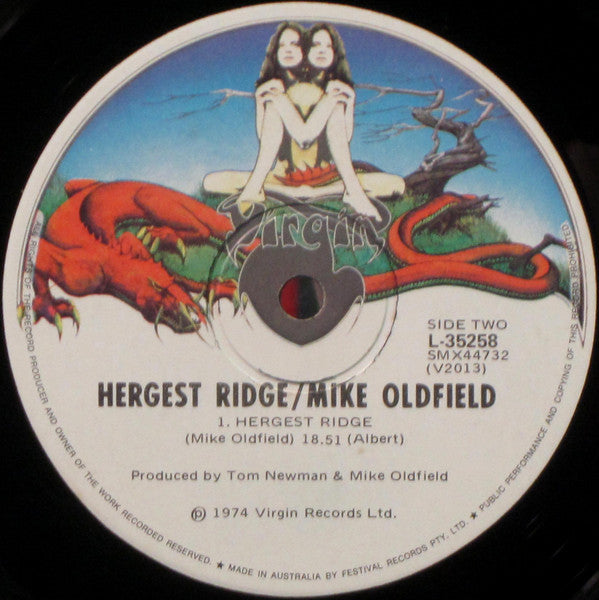 Virgin
SIDE TWO
L-35258
SMX44732
(V2013)
HERGEST RIDGE/MIKE OLDFIELD
1. HERGEST RIDGE
(Mike Oldfield) 18.51 (Albert)
Produced by Tom Newman & Mike Oldfield
℗ 1974 Virgin Records Ltd.
ALL RIGHTS OF THE RECORD PRODUCER AND OWNER OF THE WORK RECORDED RESERVED. ★ MADE IN AUSTRALIA BY FESTIVAL RECORDS PTY. LTD. ★ PUBLIC PERFORMANCE AND COPYING OF THIS RECORD PROHIBITED